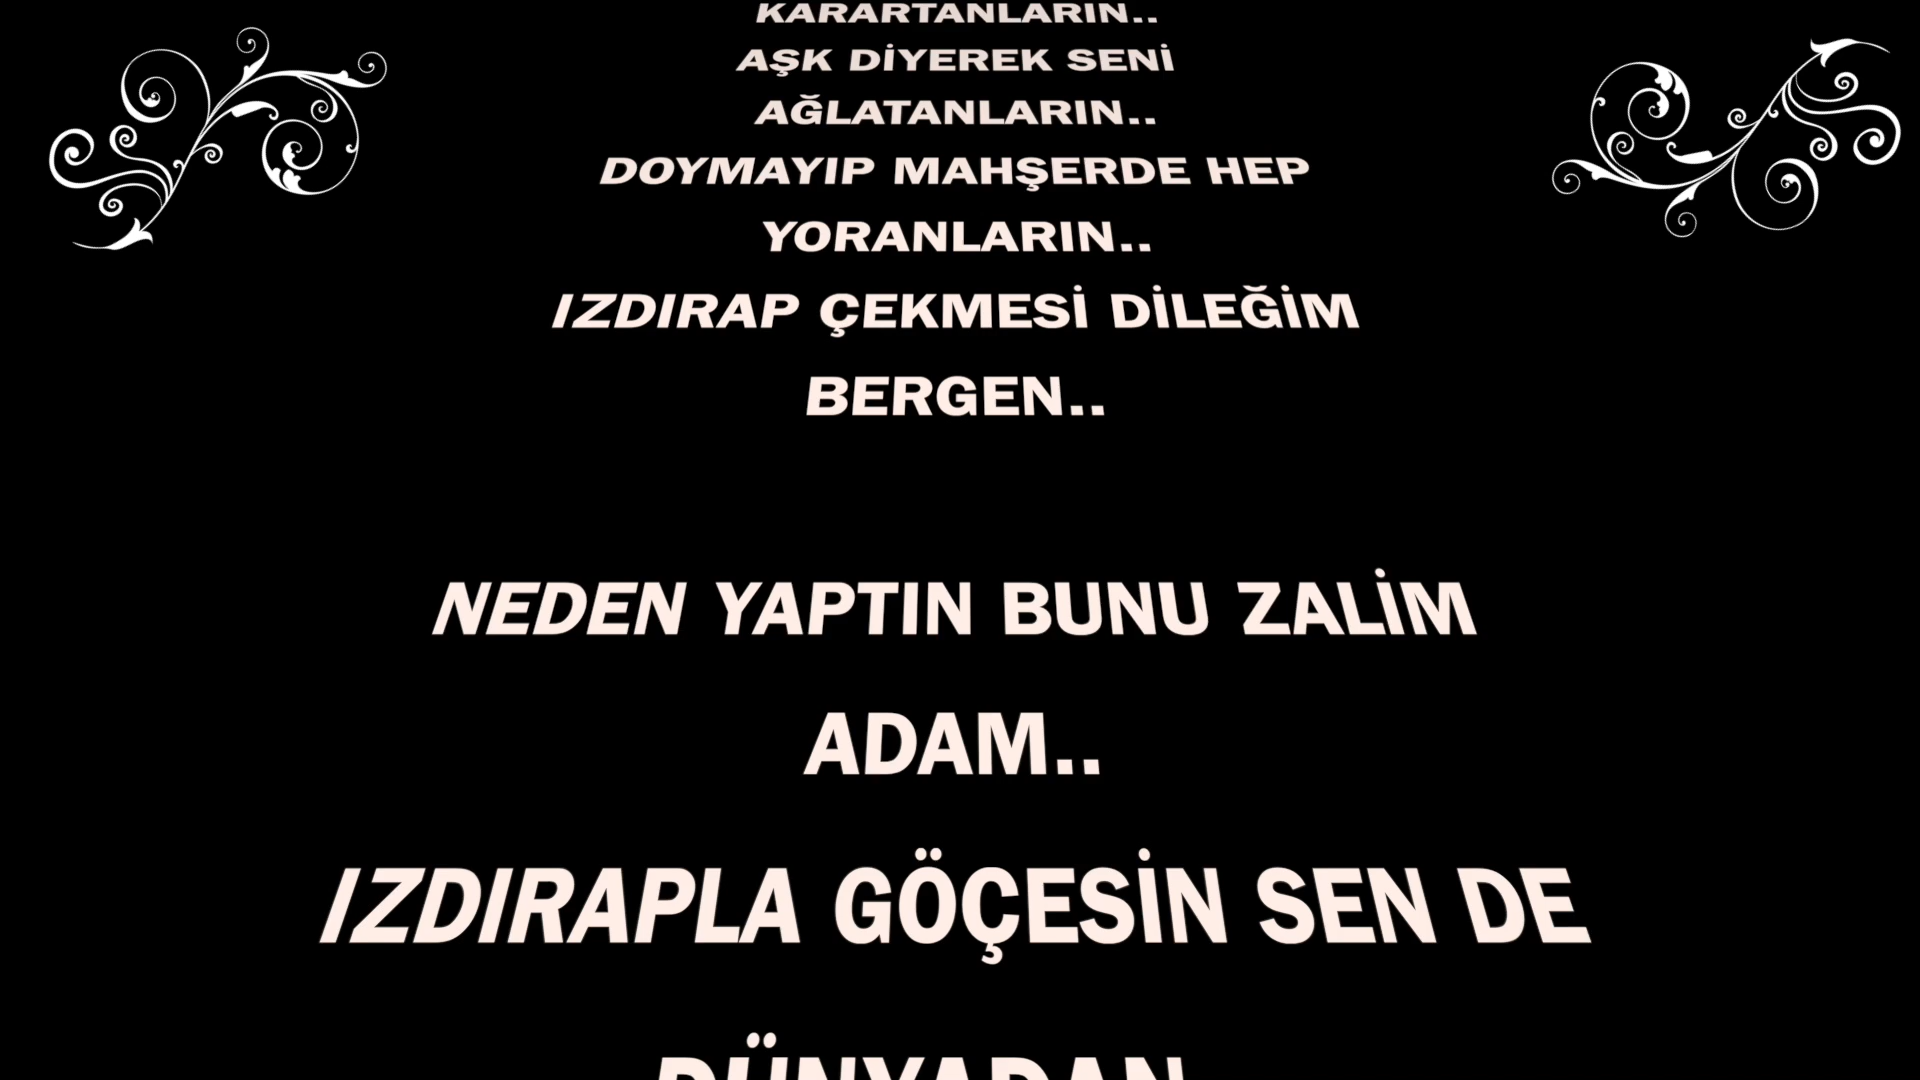 KARARTANLARIN..
AŞK DİYEREK SENİ
AĞLATANLARIN..
DOYMAYIP MAHŞERDE HEP
YORANLARIN..
IZDIRAP ÇEKMESİ DİLEĞİM
BERGEN..
NEDEN YAPTIN BUNU ZALİM
ADAM..
IZDIRAPLA GÖÇESİN SEN DE
DÜNYADAN..